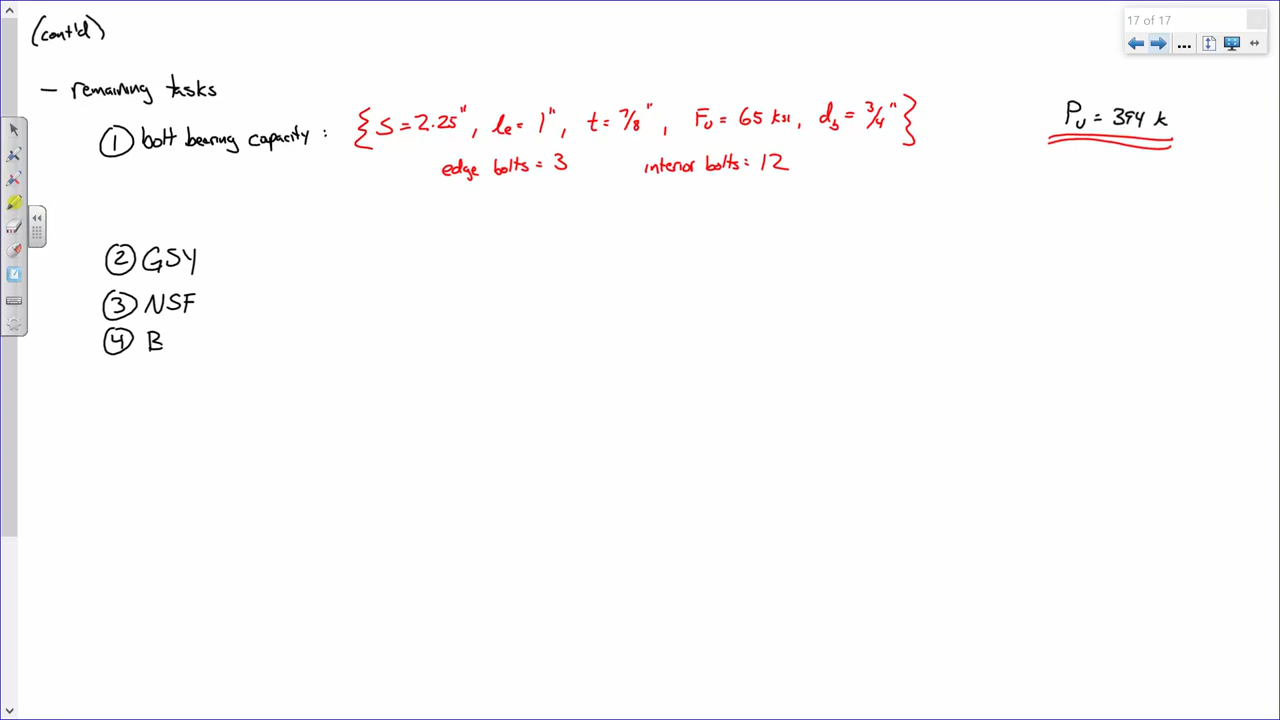 (cont'd)
17 of 17
— remaining tasks
① bolt bearing capacity : { S = 2.25", le = 1", t = 7/8", Fu = 65 ksi, db = 3/4" } Pu = 394 k
edge bolts = 3 interior bolts = 12
② GSY
③ NSF
④ B